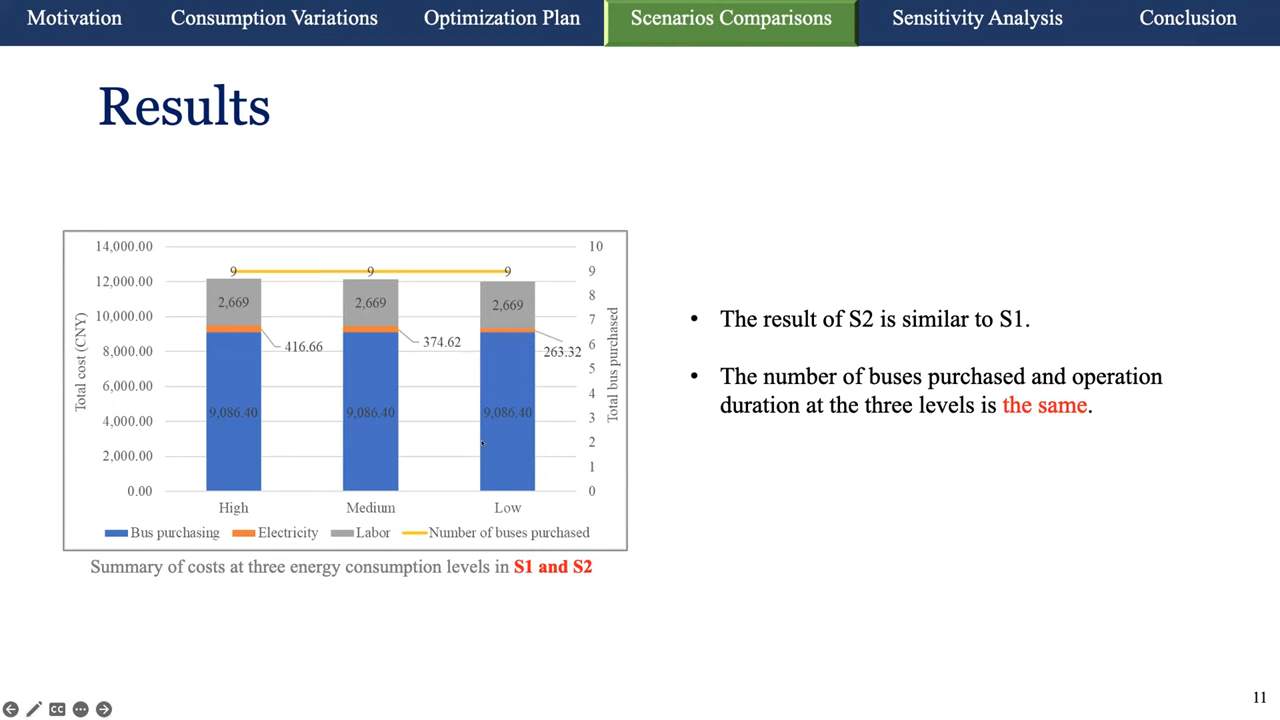 Motivation
Consumption Variations
Optimization Plan
Scenarios Comparisons
Sensitivity Analysis
Conclusion
Results
14,000.00
12,000.00
10,000.00
8,000.00
6,000.00
4,000.00
2,000.00
0.00
Total cost (CNY)
9
9
9
2,669
2,669
2,669
416.66
374.62
263.32
9,086.40
9,086.40
9,086.40
10
9
8
7
6
5
4
3
2
1
0
Total bus purchased
High
Medium
Low
Bus purchasing
Electricity
Labor
Number of buses purchased
Summary of costs at three energy consumption levels in S1 and S2
• The result of S2 is similar to S1.
• The number of buses purchased and operation
duration at the three levels is the same.
CC
11